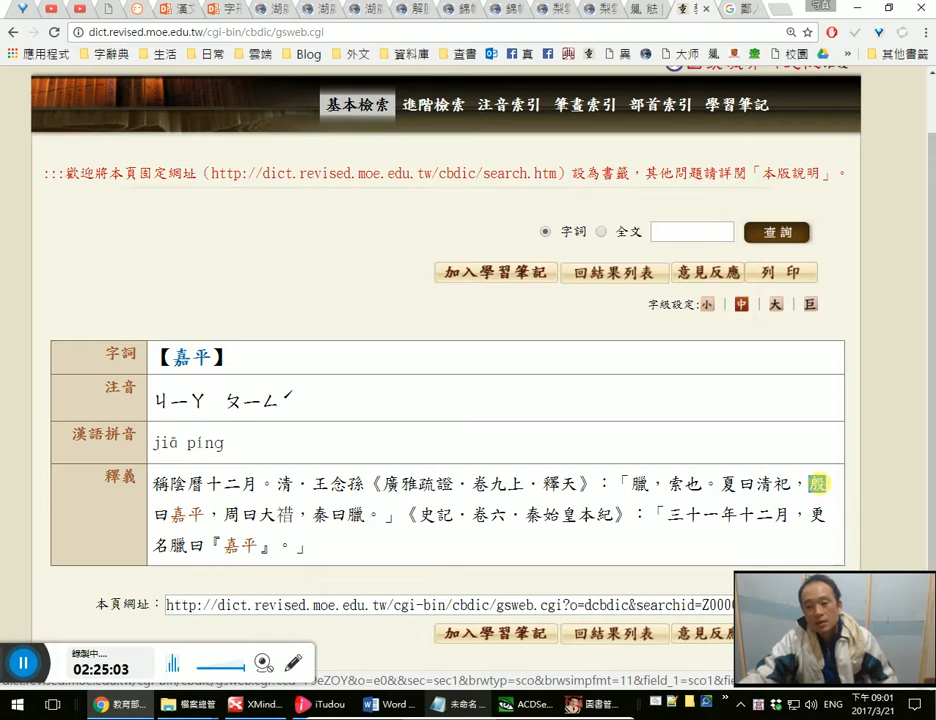 dict.revised.moe.edu.tw/cgi-bin/cbdic/gsweb.cgi
應用程式 字辭典 生活 日常 雲端 Blog 外文 資料庫 查書 真 異 大师 校園 其他書籤
基本檢索 進階檢索 注音索引 筆畫索引 部首索引 學習筆記
:::歡迎將本頁固定網址（http://dict.revised.moe.edu.tw/cbdic/search.htm）設為書籤，其他問題請詳閱「本版說明」。
字詞 全文 查詢
加入學習筆記 回結果列表 意見反應 列印
字級設定:小 | 中 | 大 | 巨
字詞 【嘉平】
注音 ㄐㄧㄚ ㄆㄧㄥˊ
漢語拼音 jiā píng
釋義 稱陰曆十二月。清．王念孫《廣雅疏證．卷九上．釋天》：「臘，索也。夏曰清祀，殷
曰嘉平，周曰大䄍，秦曰臘。」《史記．卷六．秦始皇本紀》：「三十一年十二月，更
名臘曰『嘉平』。」
本頁網址：http://dict.revised.moe.edu.tw/cgi-bin/cbdic/gsweb.cgi?o=dcbdic&searchid=Z000
加入學習筆記 回結果列表 意見反應
錄製中...
02:25:03
教育部... 檔案總管 XMind... iTudou Word ... 未命名... ACDSe... 圖書管...
下午 09:01
2017/3/21